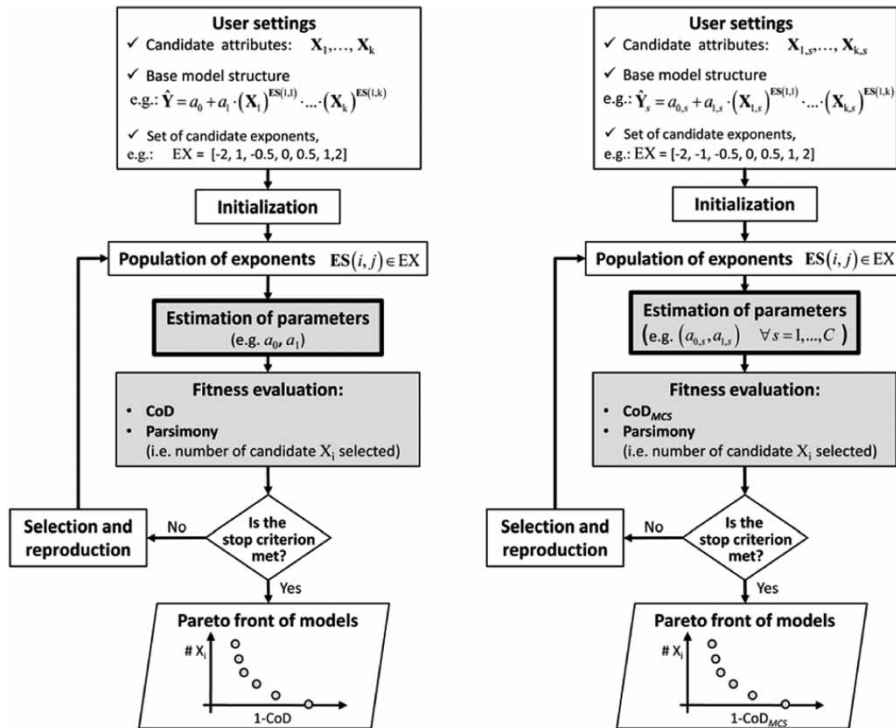 User settings
✓ Candidate attributes: X₁,..., Xₖ
✓ Base model structure
e.g.: Ŷ = a₀ + a₁ · (X₁)^ES(1,1) · ... · (Xₖ)^ES(1,k)
✓ Set of candidate exponents,
e.g.: EX = [-2, 1, -0.5, 0, 0.5, 1,2]
Initialization
Population of exponents ES(i, j) ∈ EX
Estimation of parameters
(e.g. a₀, a₁)
Fitness evaluation:
• CoD
• Parsimony
(i.e. number of candidate Xᵢ selected)
Selection and
reproduction
No
Is the
stop criterion
met?
Yes
Pareto front of models
# Xᵢ
1-CoD
User settings
✓ Candidate attributes: X₁,ₛ,..., Xₖ,ₛ
✓ Base model structure
e.g.: Ŷₛ = a₀,ₛ + a₁,ₛ · (X₁,ₛ)^ES(1,1) · ... · (Xₖ,ₛ)^ES(1,k)
✓ Set of candidate exponents,
e.g.: EX = [-2, -1, -0.5, 0, 0.5, 1, 2]
Initialization
Population of exponents ES(i, j) ∈ EX
Estimation of parameters
(e.g. (a₀,ₛ, a₁,ₛ) ∀s = 1,...,C )
Fitness evaluation:
• CoD_MCS
• Parsimony
(i.e. number of candidate Xᵢ selected)
Selection and
reproduction
No
Is the
stop criterion
met?
Yes
Pareto front of models
# Xᵢ
1-CoD_MCS